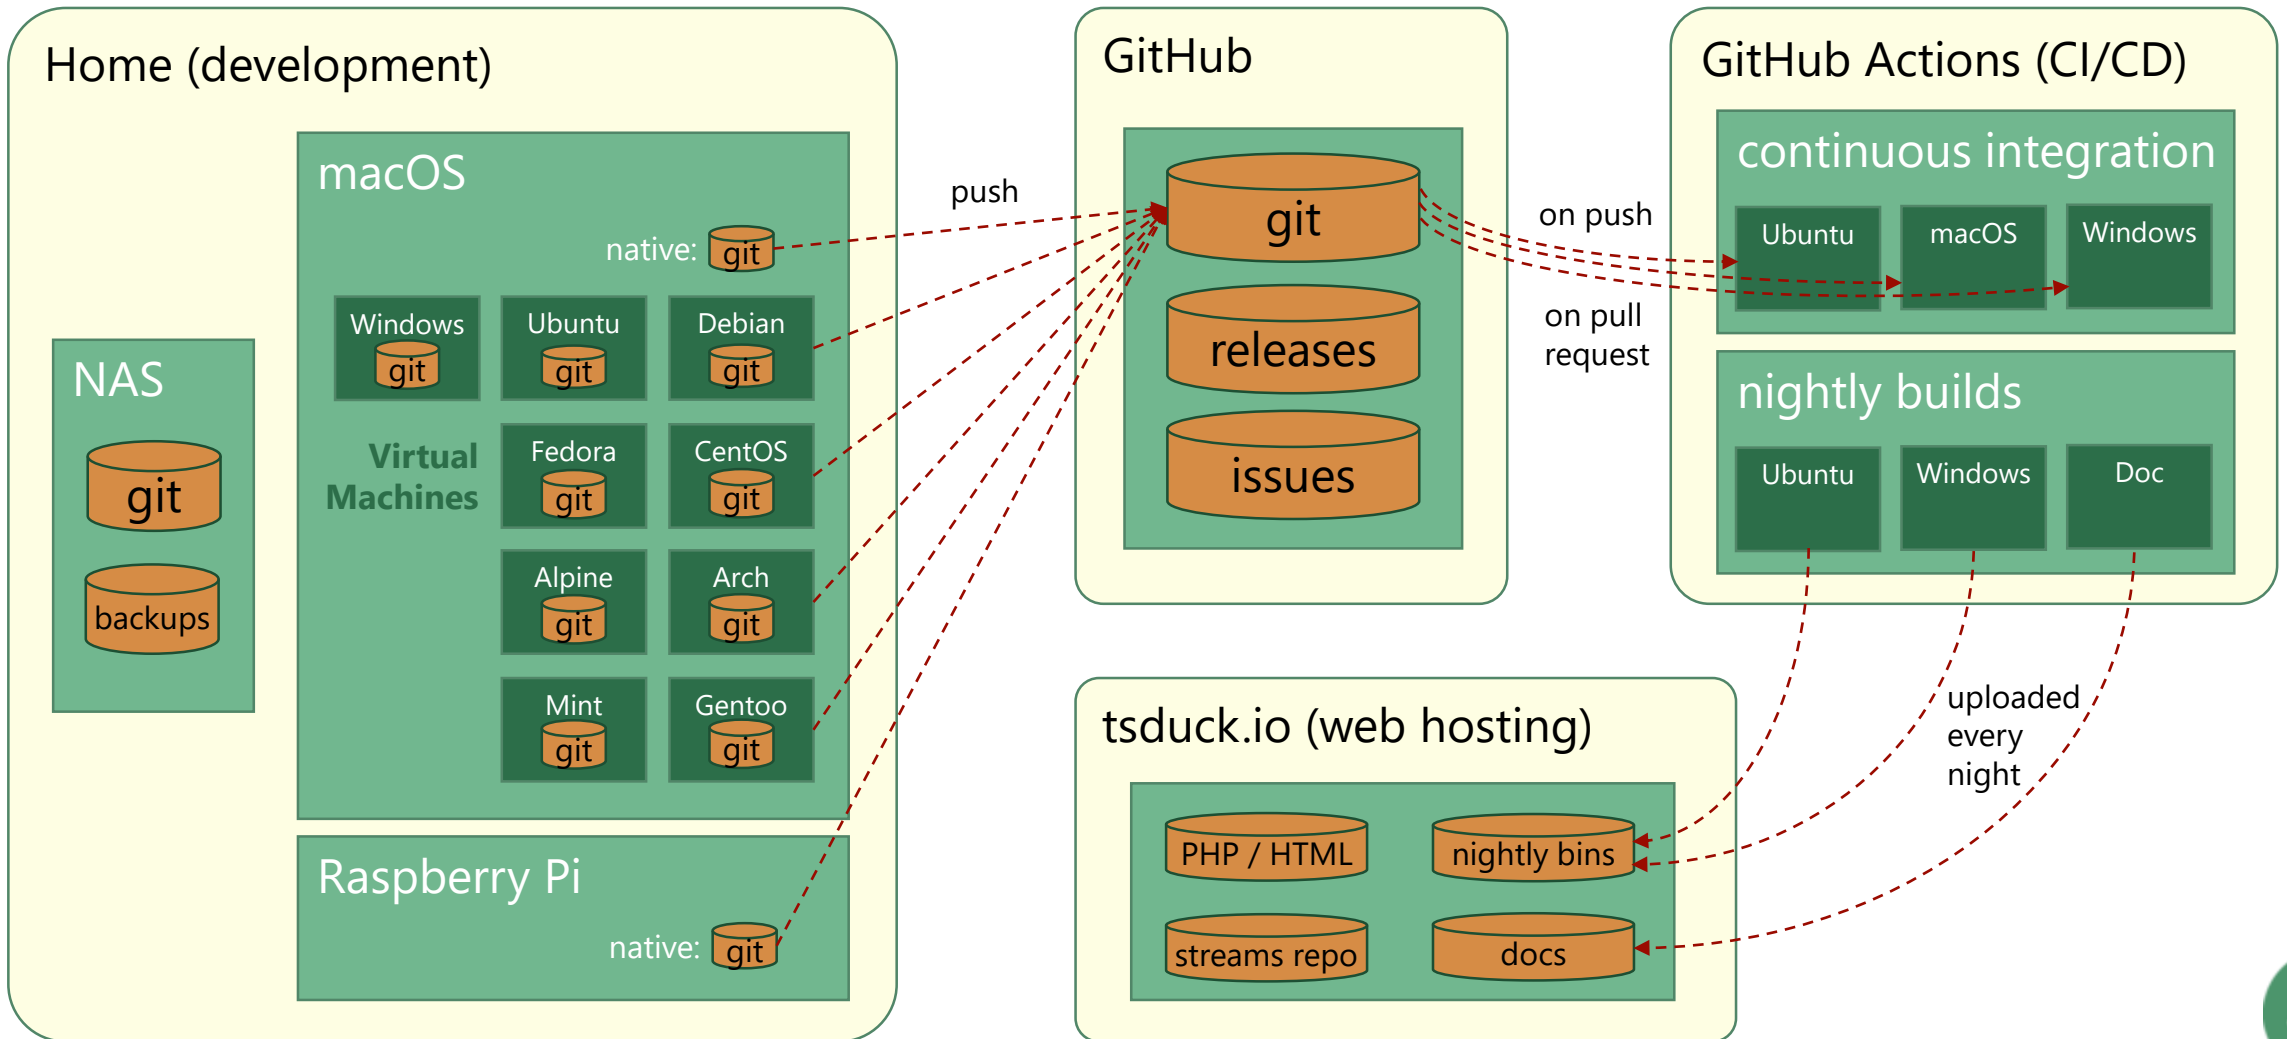 Home (development)
macOS
native:
git
Windows
git
Ubuntu
git
Debian
git
Virtual
Machines
Fedora
git
CentOS
git
Alpine
git
Arch
git
Mint
git
Gentoo
git
NAS
git
backups
Raspberry Pi
native:
git
push
GitHub
git
releases
issues
on push
on pull
request
GitHub Actions (CI/CD)
continuous integration
Ubuntu
macOS
Windows
nightly builds
Ubuntu
Windows
Doc
uploaded
every
night
tsduck.io (web hosting)
PHP / HTML
nightly bins
streams repo
docs